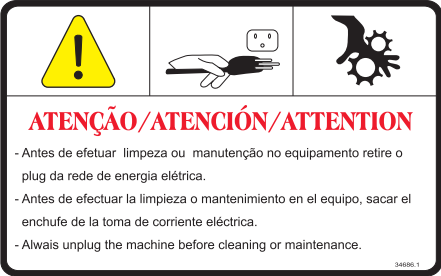 ATENÇÃO/ATENCIÓN/ATTENTION
- Antes de efetuar limpeza ou manutenção no equipamento retire o
plug da rede de energia elétrica.
- Antes de efectuar la limpieza o mantenimiento en el equipo, sacar el
enchufe de la toma de corriente eléctrica.
- Alwais unplug the machine before cleaning or maintenance.
34686.1